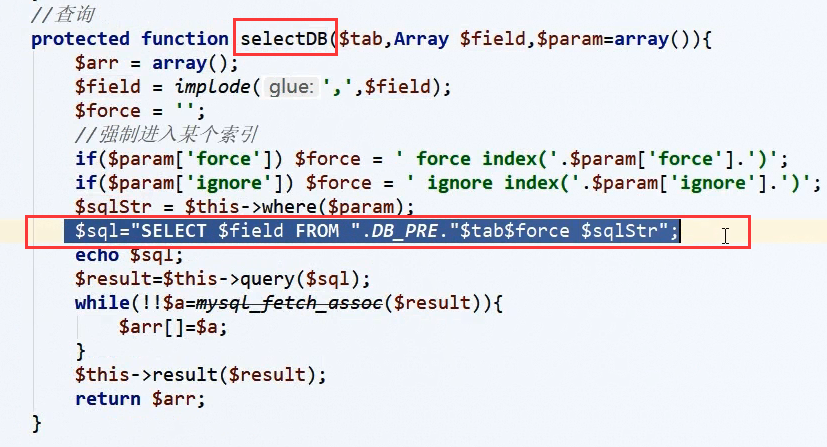 //查询
protected function selectDB($tab,Array $field,$param=array()){
$arr = array();
$field = implode( glue: ',',$field);
$force = '';
//强制进入某个索引
if($param['force']) $force = ' force index('.$param['force'].')';
if($param['ignore']) $force = ' ignore index('.$param['ignore'].')';
$sqlStr = $this->where($param);
$sql="SELECT $field FROM ".DB_PRE."$tab$force $sqlStr";
echo $sql;
$result=$this->query($sql);
while(!!$a=mysql_fetch_assoc($result)){
$arr[]=$a;
}
$this->result($result);
return $arr;
}